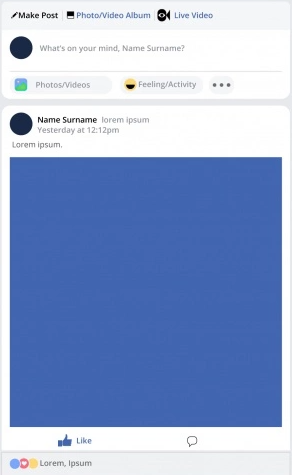 Make Post Photo/Video Album Live Video
What's on your mind, Name Surname?
Photos/Videos Feeling/Activity
Name Surname lorem ipsum
Yesterday at 12:12pm
Lorem ipsum.
Like
Lorem, Ipsum